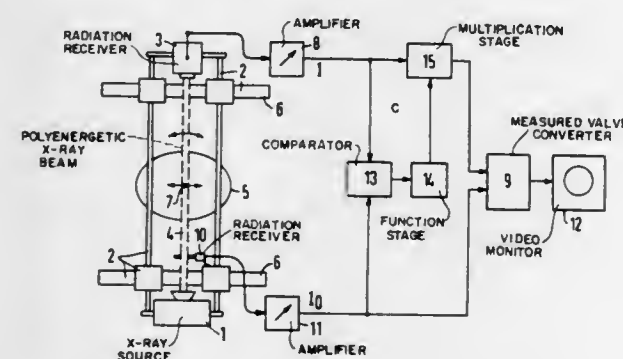 RADIATION RECEIVER
3
AMPLIFIER
8
2
6
I
MULTIPLICATION STAGE
15
C
POLYENERGETIC X-RAY BEAM
COMPARATOR
13
14
FUNCTION STAGE
MEASURED VALVE CONVERTER
9
VIDEO MONITOR
12
7
5
4
10
RADIATION RECEIVER
2
2
6
I0
X-RAY SOURCE
1
11
AMPLIFIER